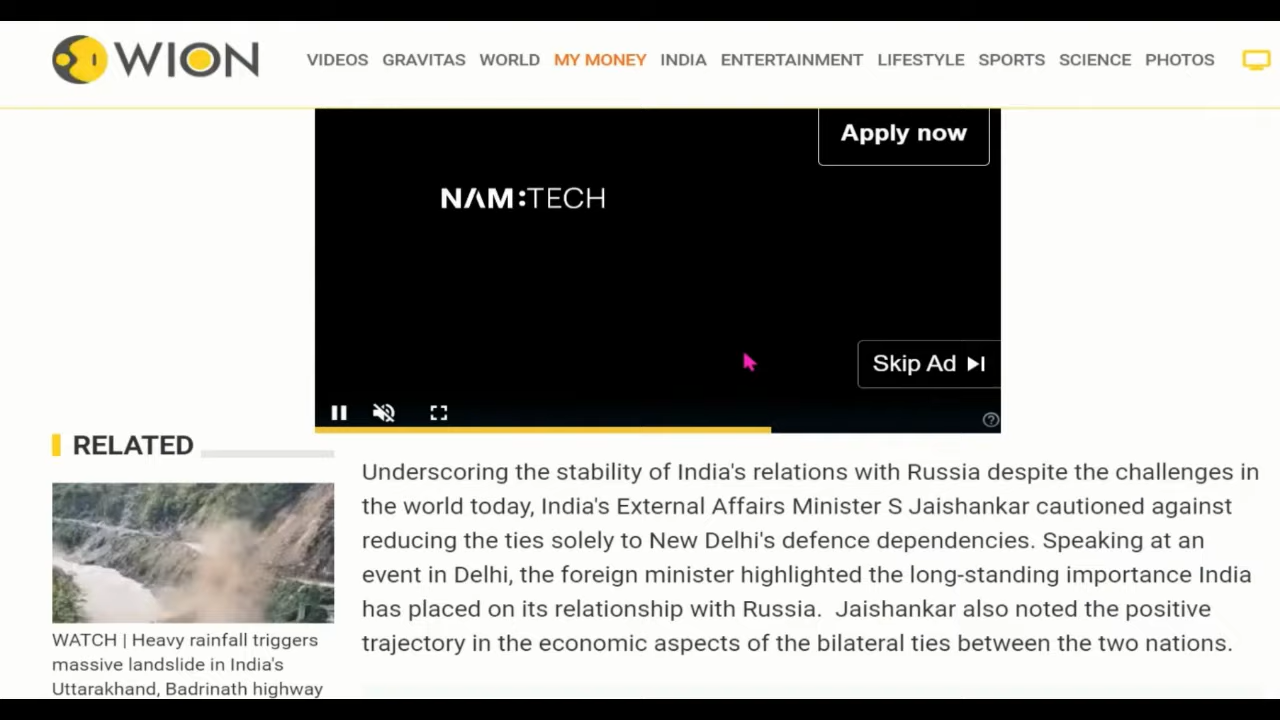 WION
VIDEOS GRAVITAS WORLD MY MONEY INDIA ENTERTAINMENT LIFESTYLE SPORTS SCIENCE PHOTOS
Apply now
NAM:TECH
Skip Ad
RELATED
WATCH | Heavy rainfall triggers
massive landslide in India's
Uttarakhand, Badrinath highway
Underscoring the stability of India's relations with Russia despite the challenges in
the world today, India's External Affairs Minister S Jaishankar cautioned against
reducing the ties solely to New Delhi's defence dependencies. Speaking at an
event in Delhi, the foreign minister highlighted the long-standing importance India
has placed on its relationship with Russia. Jaishankar also noted the positive
trajectory in the economic aspects of the bilateral ties between the two nations.